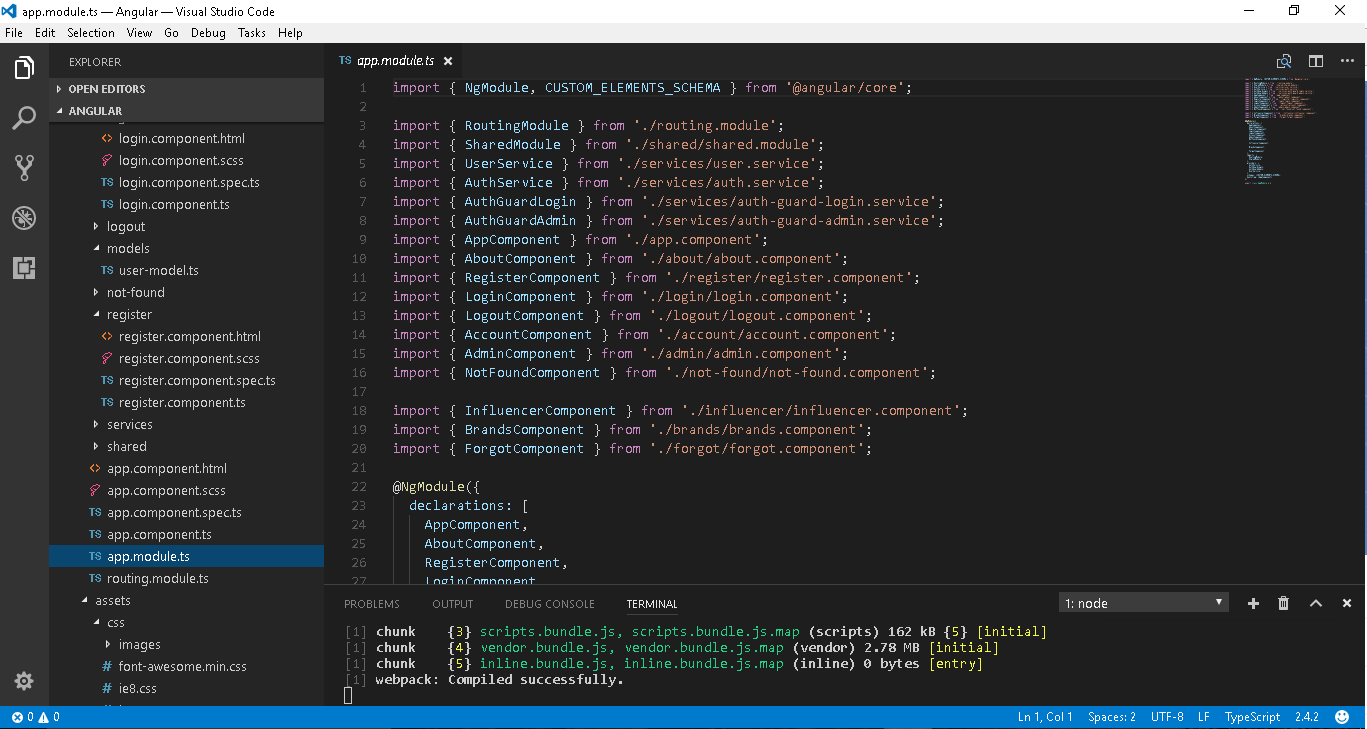 app.module.ts — Angular — Visual Studio Code
File Edit Selection View Go Debug Tasks Help
EXPLORER
OPEN EDITORS
ANGULAR
login.component.html
login.component.scss
TS login.component.spec.ts
TS login.component.ts
logout
models
TS user-model.ts
not-found
register
register.component.html
register.component.scss
TS register.component.spec.ts
TS register.component.ts
services
shared
app.component.html
app.component.scss
TS app.component.spec.ts
TS app.component.ts
TS app.module.ts
TS routing.module.ts
assets
css
images
# font-awesome.min.css
# ie8.css
TS app.module.ts
1 import { NgModule, CUSTOM_ELEMENTS_SCHEMA } from '@angular/core';
2
3 import { RoutingModule } from './routing.module';
4 import { SharedModule } from './shared/shared.module';
5 import { UserService } from './services/user.service';
6 import { AuthService } from './services/auth.service';
7 import { AuthGuardLogin } from './services/auth-guard-login.service';
8 import { AuthGuardAdmin } from './services/auth-guard-admin.service';
9 import { AppComponent } from './app.component';
10 import { AboutComponent } from './about/about.component';
11 import { RegisterComponent } from './register/register.component';
12 import { LoginComponent } from './login/login.component';
13 import { LogoutComponent } from './logout/logout.component';
14 import { AccountComponent } from './account/account.component';
15 import { AdminComponent } from './admin/admin.component';
16 import { NotFoundComponent } from './not-found/not-found.component';
17
18 import { InfluencerComponent } from './influencer/influencer.component';
19 import { BrandsComponent } from './brands/brands.component';
20 import { ForgotComponent } from './forgot/forgot.component';
21
22 @NgModule({
23 declarations: [
24 AppComponent,
25 AboutComponent,
26 RegisterComponent,
27 LoginComponent
PROBLEMS OUTPUT DEBUG CONSOLE TERMINAL 1: node
[1] chunk {3} scripts.bundle.js, scripts.bundle.js.map (scripts) 162 kB {5} [initial]
[1] chunk {4} vendor.bundle.js, vendor.bundle.js.map (vendor) 2.78 MB [initial]
[1] chunk {5} inline.bundle.js, inline.bundle.js.map (inline) 0 bytes [entry]
[1] webpack: Compiled successfully.
0 0 Ln 1, Col 1 Spaces: 2 UTF-8 LF TypeScript 2.4.2